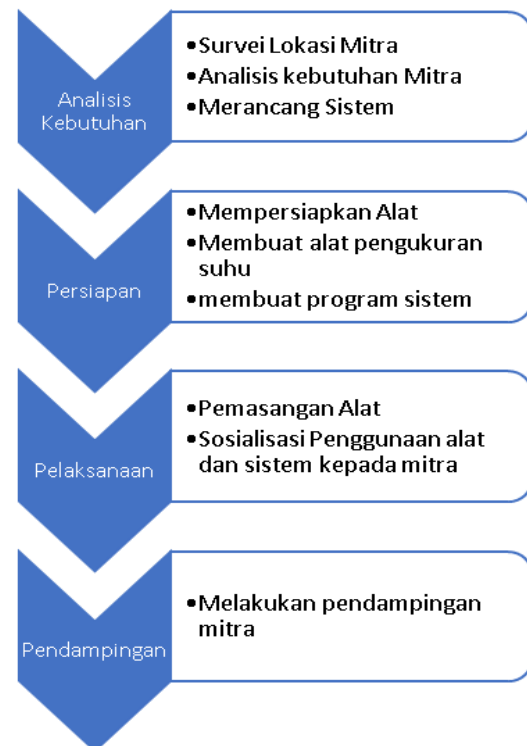 Analisis
Kebutuhan
•Survei Lokasi Mitra
•Analisis kebutuhan Mitra
•Merancang Sistem
Persiapan
•Mempersiapkan Alat
•Membuat alat pengukuran
suhu
•membuat program sistem
Pelaksanaan
•Pemasangan Alat
•Sosialisasi Penggunaan alat
dan sistem kepada mitra
Pendampingan
•Melakukan pendampingan
mitra